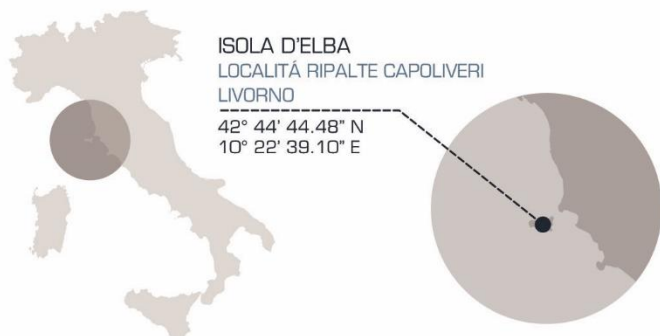 ISOLA D'ELBA
LOCALITÁ RIPALTE CAPOLIVERI
LIVORNO
42° 44' 44.48" N
10° 22' 39.10" E